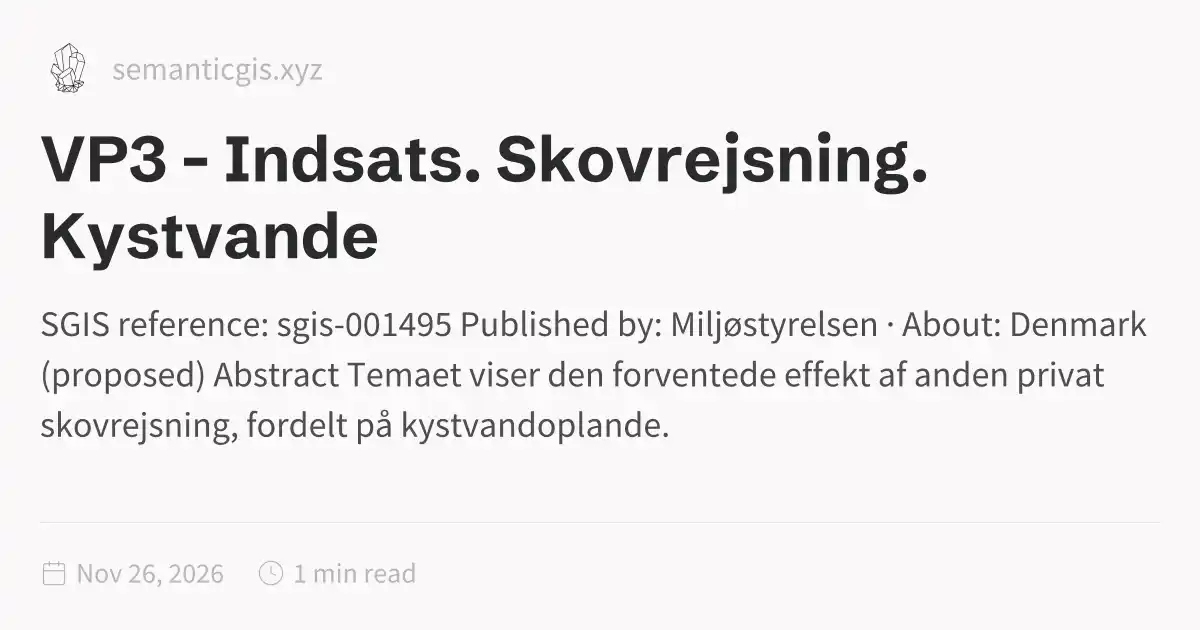 semanticgis.xyz
VP3 - Indsats. Skovrejsning.
Kystvande
SGIS reference: sgis-001495 Published by: Miljøstyrelsen · About: Denmark
(proposed) Abstract Temaet viser den forventede effekt af anden privat
skovrejsning, fordelt på kystvandoplande.
Nov 26, 2026 1 min read